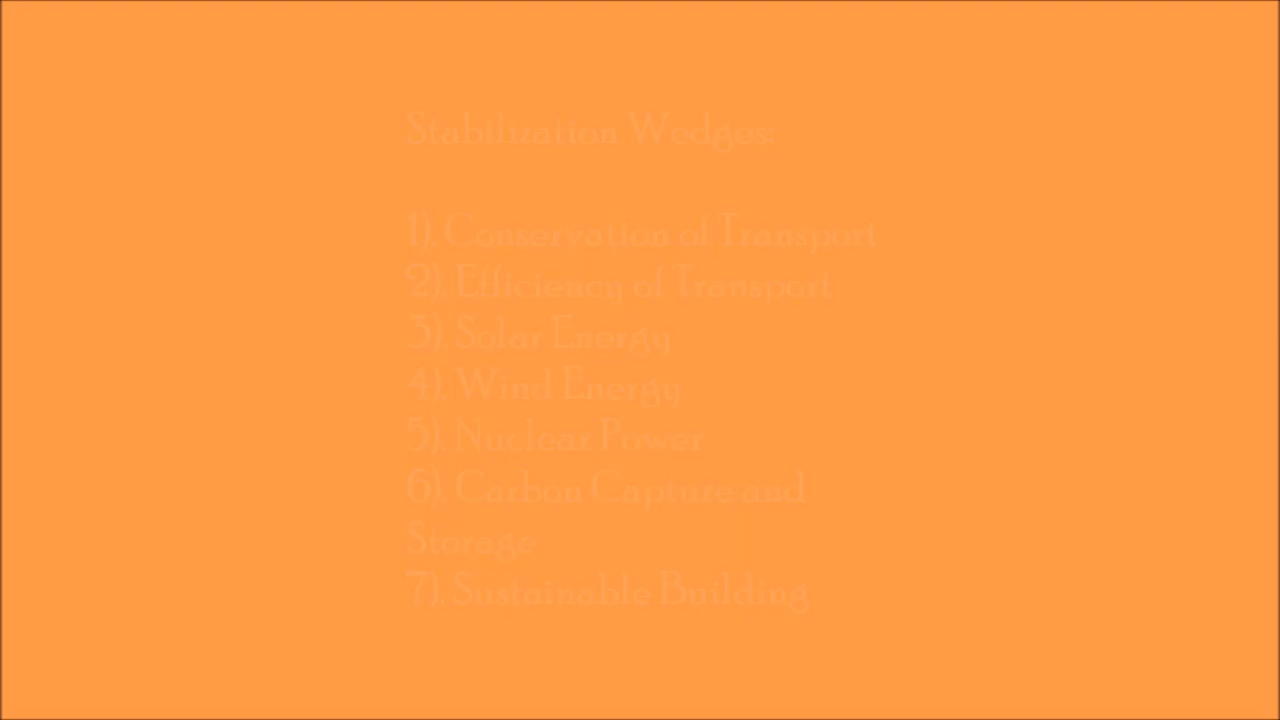 Stabilization Wedges:
1). Conservation of Transport
2). Efficiency of Transport
3). Solar Energy
4). Wind Energy
5). Nuclear Power
6). Carbon Capture and
Storage
7). Sustainable Building